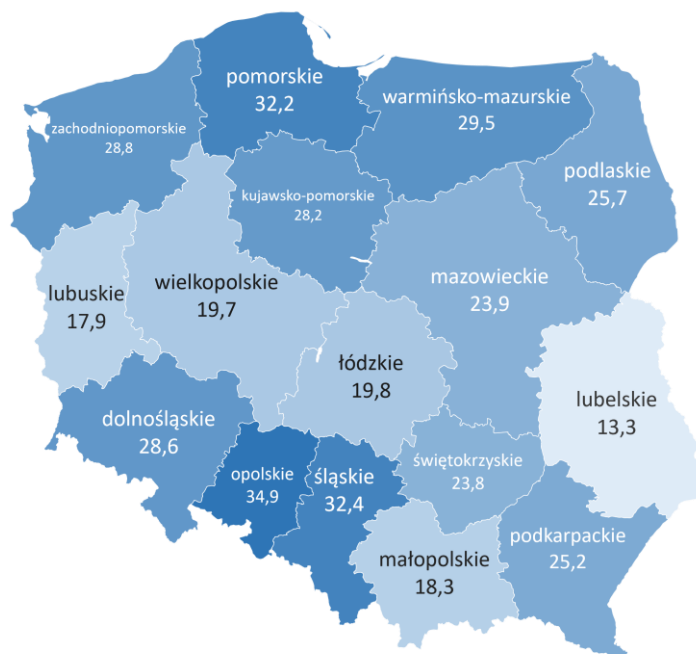 pomorskie
32,2
warmińsko-mazurskie
29,5
zachodniopomorskie
28,8
podlaskie
25,7
kujawsko-pomorskie
28,2
mazowieckie
23,9
wielkopolskie
19,7
lubuskie
17,9
łódzkie
19,8
lubelskie
13,3
dolnośląskie
28,6
opolskie
34,9
śląskie
32,4
świętokrzyskie
23,8
podkarpackie
25,2
małopolskie
18,3